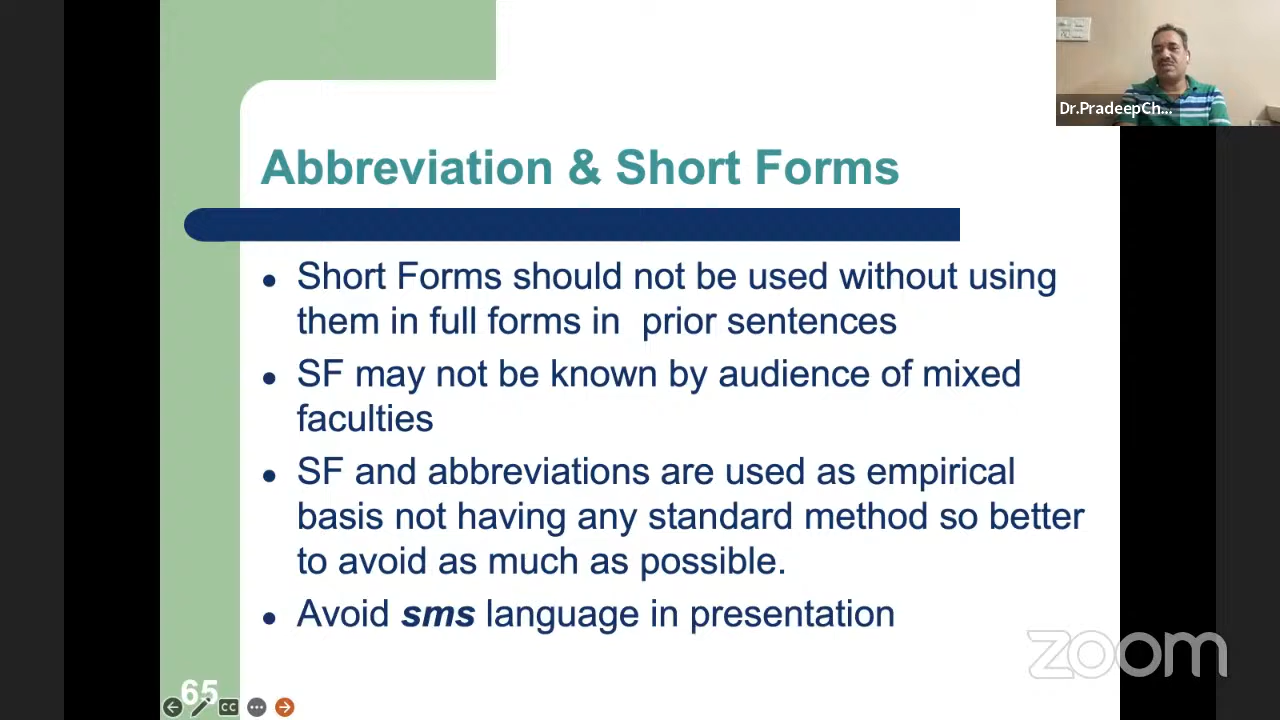 Dr.PradeepCh...
Abbreviation & Short Forms
• Short Forms should not be used without using
them in full forms in prior sentences
• SF may not be known by audience of mixed
faculties
• SF and abbreviations are used as empirical
basis not having any standard method so better
to avoid as much as possible.
• Avoid sms language in presentation
zoom
65
CC